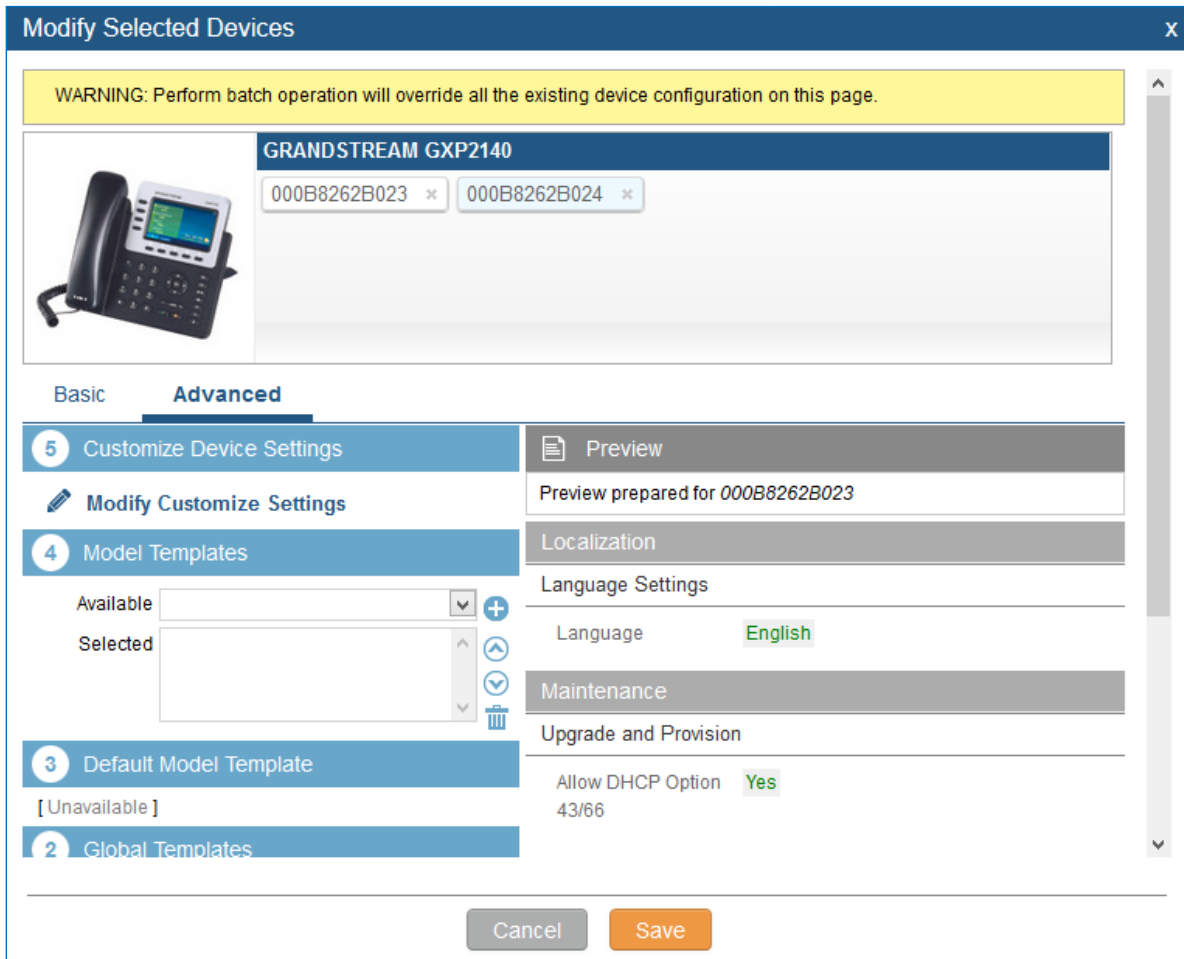 Modify Selected Devices
x
WARNING: Perform batch operation will override all the existing device configuration on this page.
GRANDSTREAM GXP2140
000B8262B023 ×
000B8262B024 ×
Basic
Advanced
5 Customize Device Settings
Modify Customize Settings
4 Model Templates
Available
Selected
3 Default Model Template
[ Unavailable ]
2 Global Templates
Preview
Preview prepared for 000B8262B023
Localization
Language Settings
Language English
Maintenance
Upgrade and Provision
Allow DHCP Option Yes
43/66
Cancel
Save